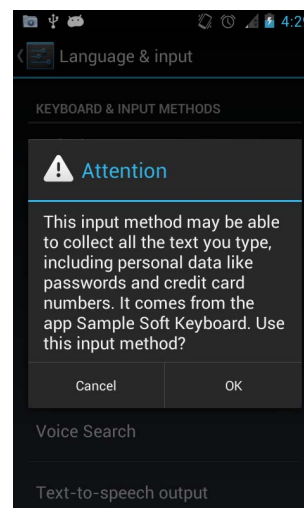 4:29
Language & input
KEYBOARD & INPUT METHODS
Attention
This input method may be able
to collect all the text you type,
including personal data like
passwords and credit card
numbers. It comes from the
app Sample Soft Keyboard. Use
this input method?
Cancel OK
Voice Search
Text-to-speech output